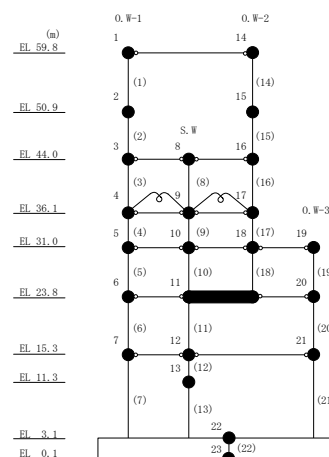 O.W-1 O.W-2
(m) 1 14
EL 59.8
(1) (14)
2 15
EL 50.9
(2) S.W (15)
3 8 16
EL 44.0
(3) (8) (16)
4 9 17
EL 36.1 O.W-3
5 (4) 10 (9) 18 (17) 19
EL 31.0
(5) (10) (18) (19
6 11 20
EL 23.8
(6) (11) (20
7 12 21
EL 15.3
13 (12)
EL 11.3
(7) (13) (21
22
EL 3.1
23 (22)
EL 0.1